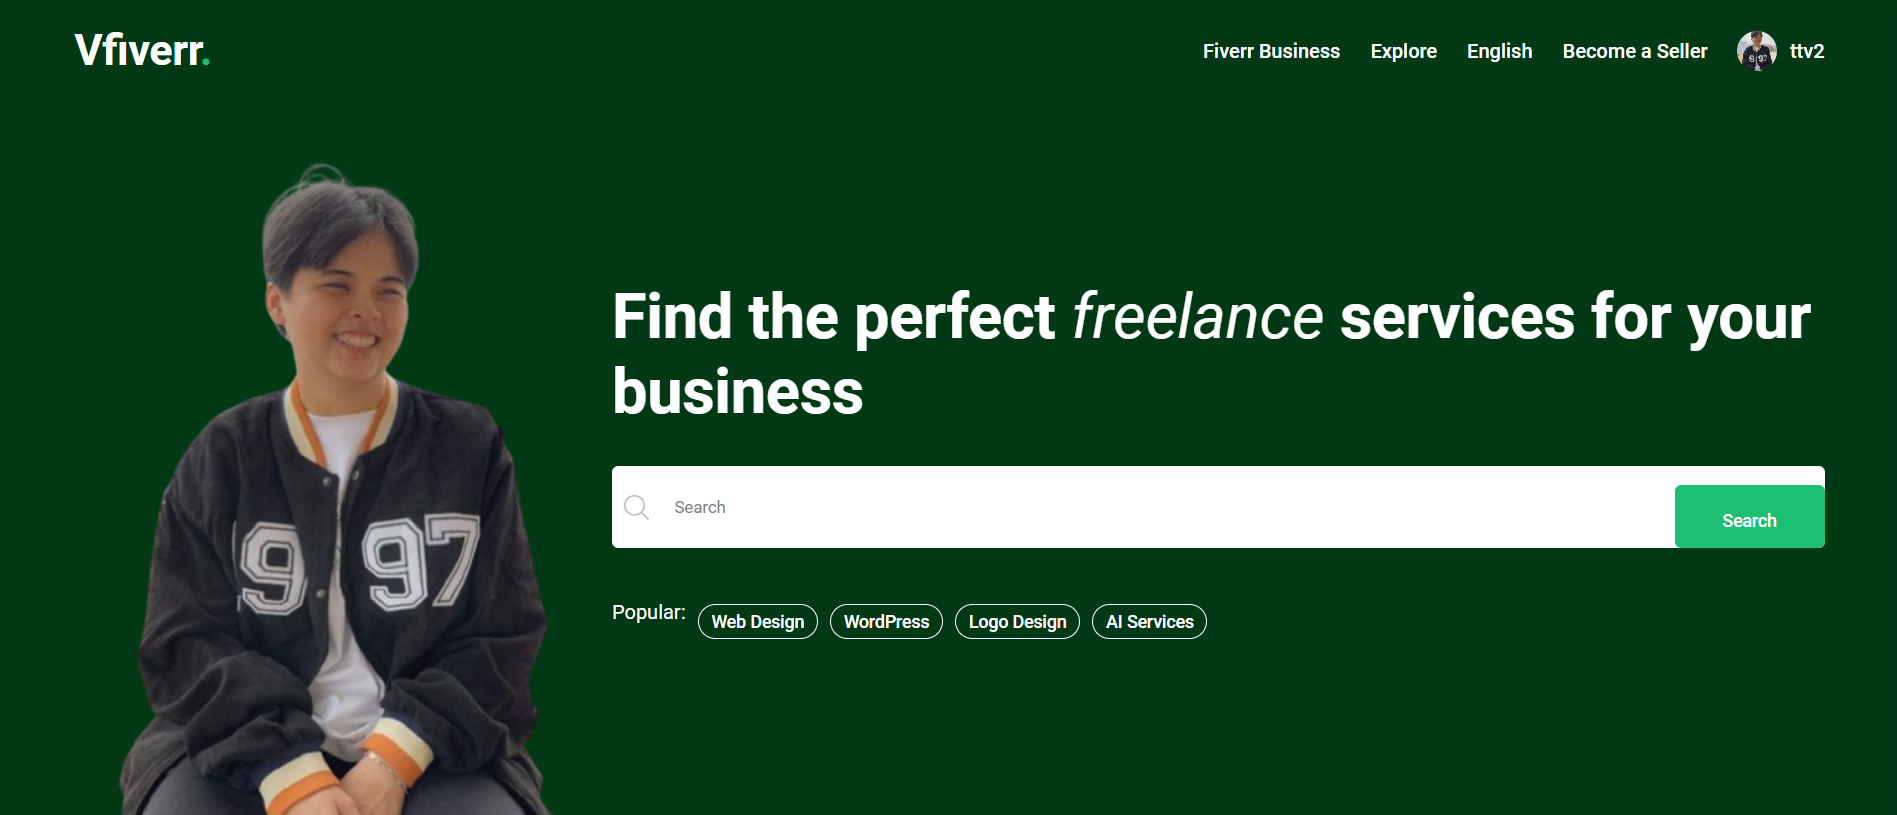 Vfiverr.
Fiverr Business Explore English Become a Seller ttv2
Find the perfect freelance services for your
business
Search
Search
Popular: Web Design WordPress Logo Design AI Services
9 97